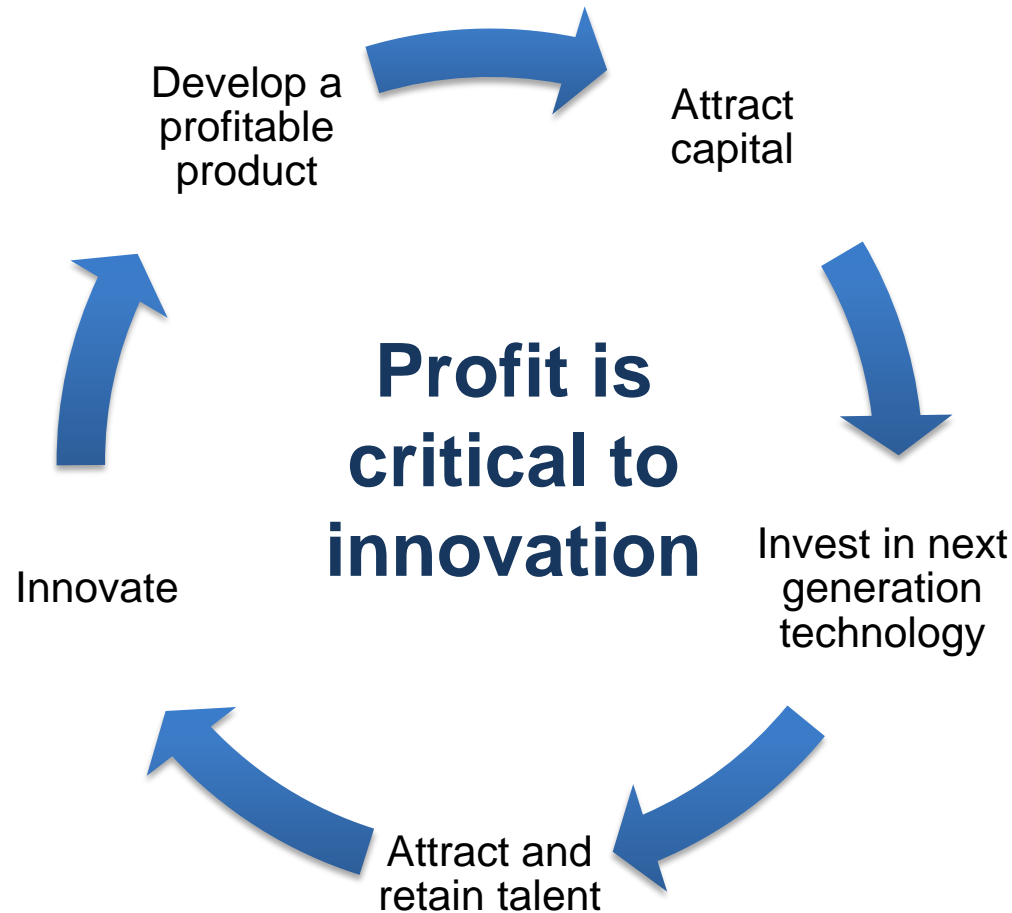 Develop a
profitable
product
Attract
capital
Profit is
critical to
innovation
Invest in next
generation
technology
Innovate
Attract and
retain talent